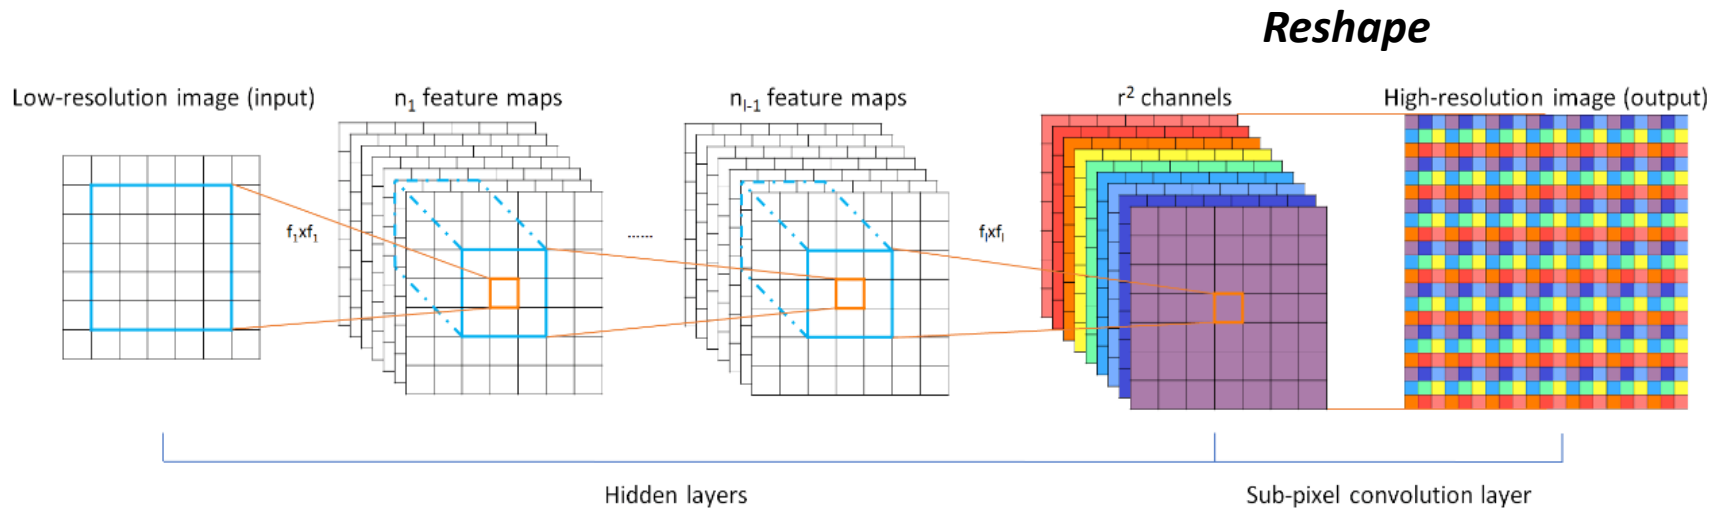 Reshape
Low-resolution image (input)
n1 feature maps
nl-1 feature maps
r2 channels
High-resolution image (output)
f1xf1
......
flxfl
Hidden layers
Sub-pixel convolution layer